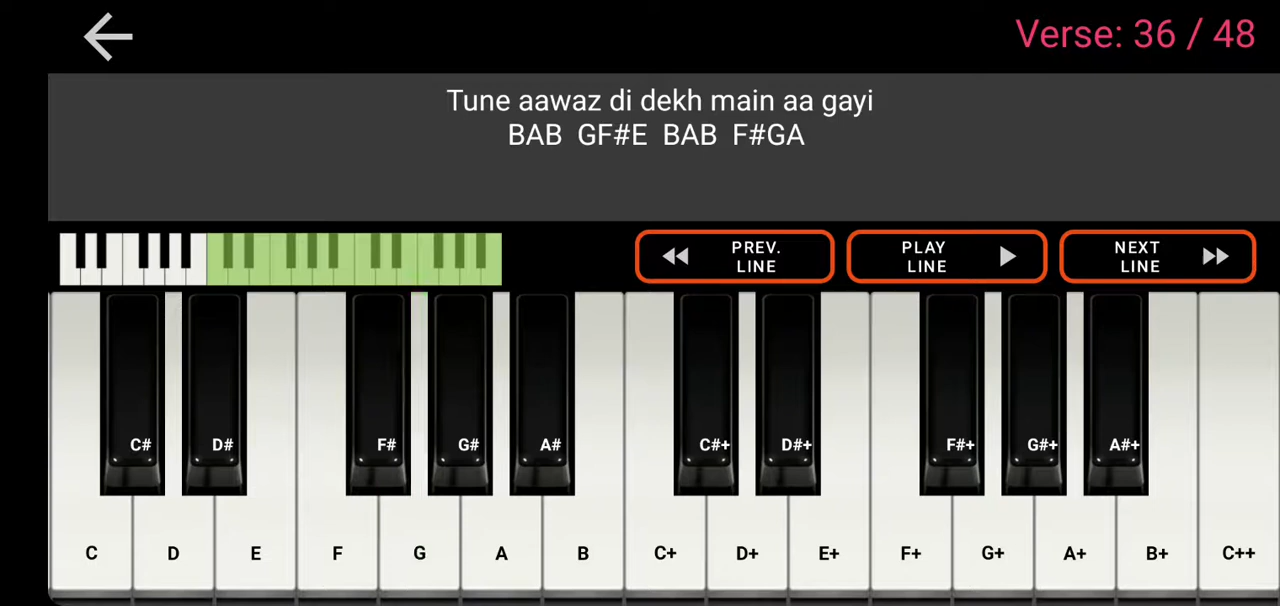 Verse: 36 / 48
Tune aawaz di dekh main aa gayi
BAB GF#E BAB F#GA
PREV.
LINE
PLAY
LINE
NEXT
LINE
C# D# F# G# A# C#+ D#+ F#+ G#+ A#+
C D E F G A B C+ D+ E+ F+ G+ A+ B+ C++